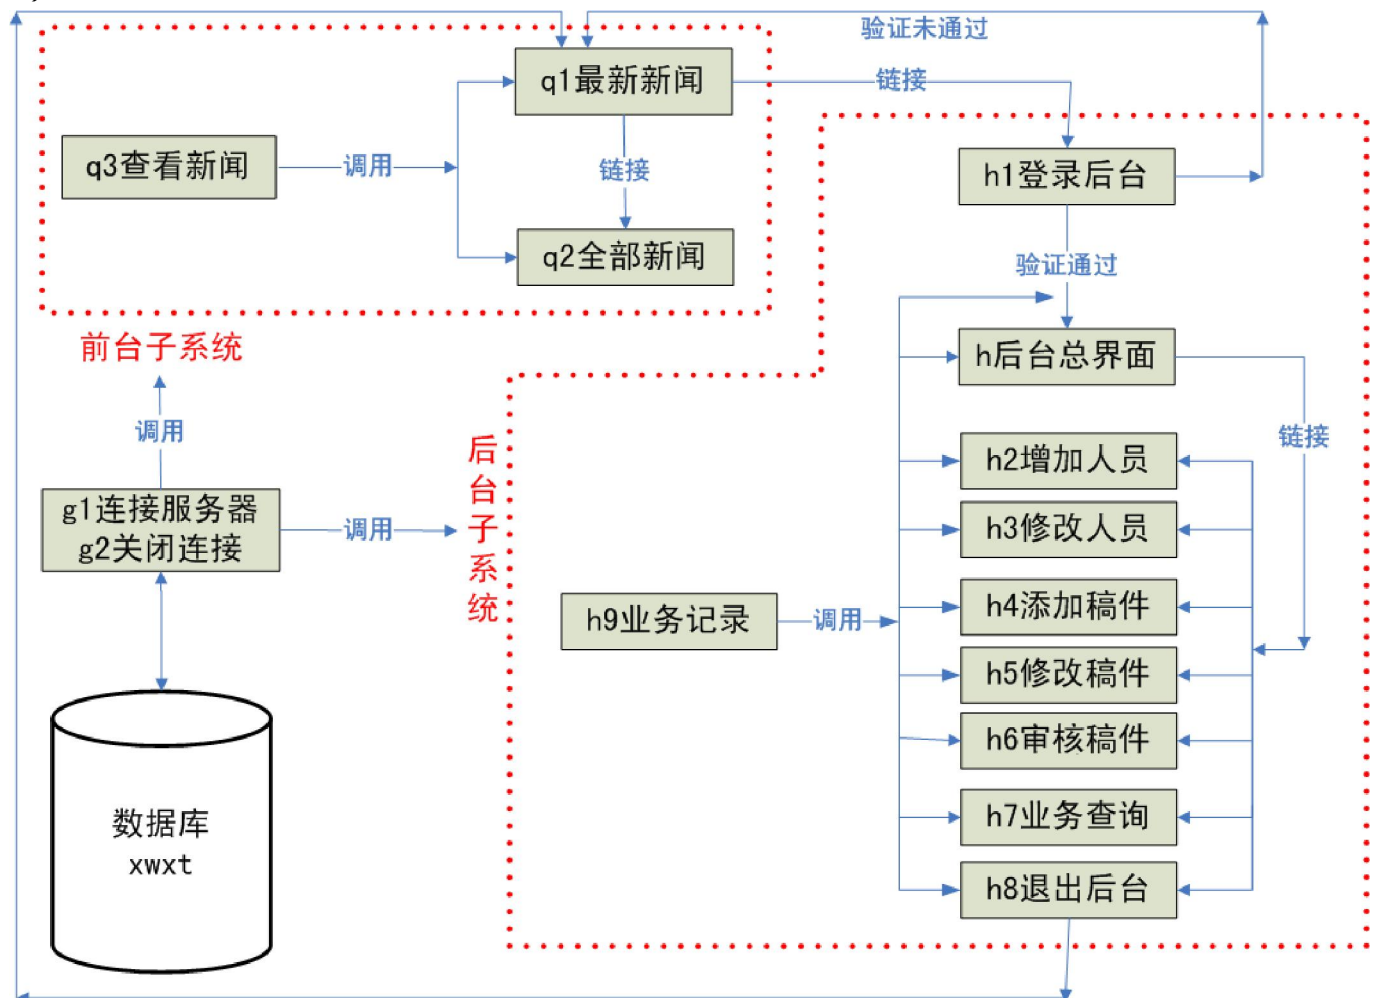 验证未通过
q1最新新闻
链接
q3查看新闻
调用
链接
h1登录后台
q2全部新闻
验证通过
前台子系统
h后台总界面
调用
链接
后台子系统
h2增加人员
g1连接服务器
g2关闭连接
调用
h3修改人员
h9业务记录
调用
h4添加稿件
h5修改稿件
h6审核稿件
数据库
xwxt
h7业务查询
h8退出后台